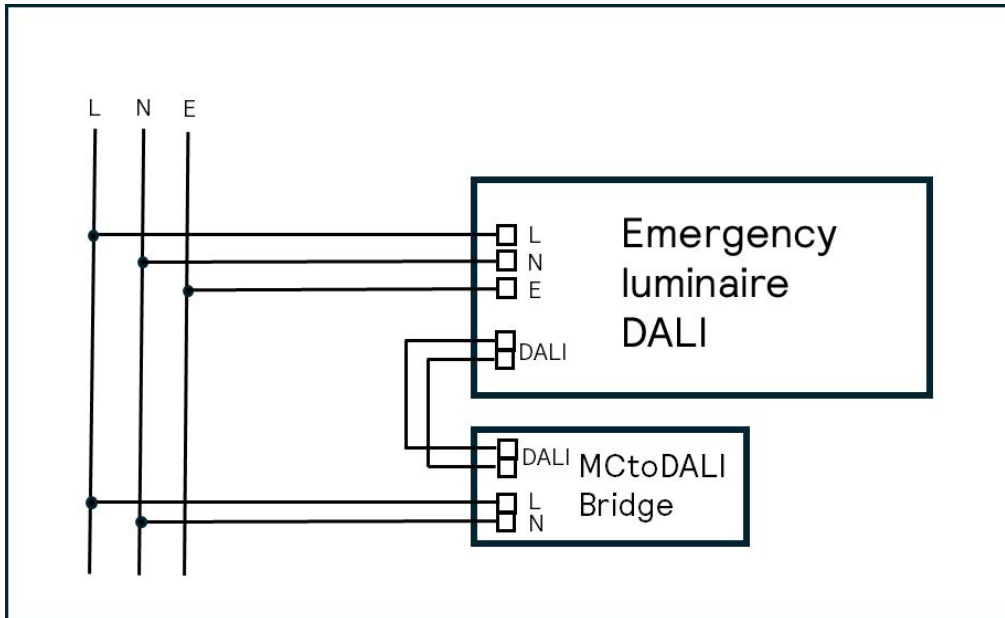 L N E
L
N
E
Emergency
luminaire
DALI
DALI
DALI
L
N
MCtoDALI
Bridge